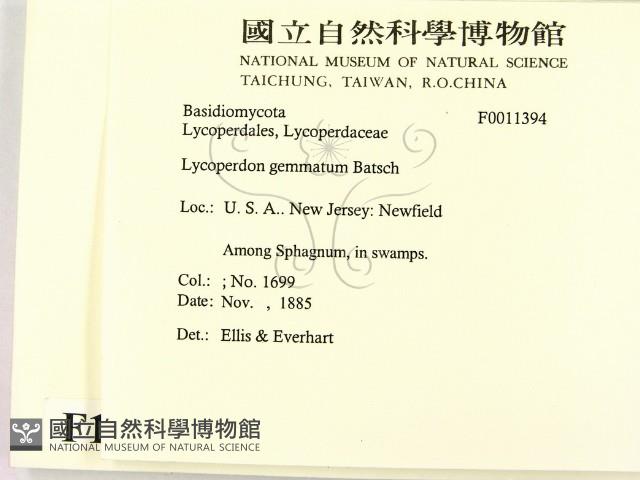 國立自然科學博物館
NATIONAL MUSEUM OF NATURAL SCIENCE
TAICHUNG, TAIWAN, R.O.CHINA
Basidiomycota F0011394
Lycoperdales, Lycoperdaceae
Lycoperdon gemmatum Batsch
Loc.: U. S. A.. New Jersey: Newfield
Among Sphagnum, in swamps.
Col.: ; No. 1699
Date: Nov. , 1885
Det.: Ellis & Everhart
F1
國立自然科學博物館
NATIONAL MUSEUM OF NATURAL SCIENCE